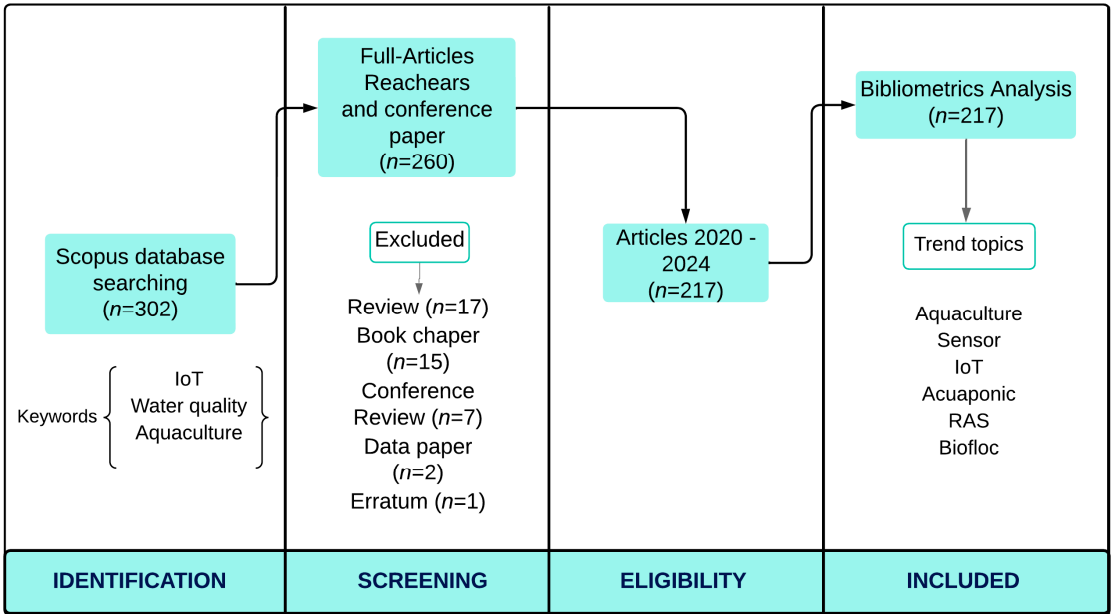 Scopus database
searching
(n=302)
Keywords
IoT
Water quality
Aquaculture
IDENTIFICATION
Full-Articles
Reachears
and conference
paper
(n=260)
Excluded
Review (n=17)
Book chaper
(n=15)
Conference
Review (n=7)
Data paper
(n=2)
Erratum (n=1)
SCREENING
Articles 2020 -
2024
(n=217)
ELIGIBILITY
Bibliometrics Analysis
(n=217)
Trend topics
Aquaculture
Sensor
IoT
Acuaponic
RAS
Biofloc
INCLUDED